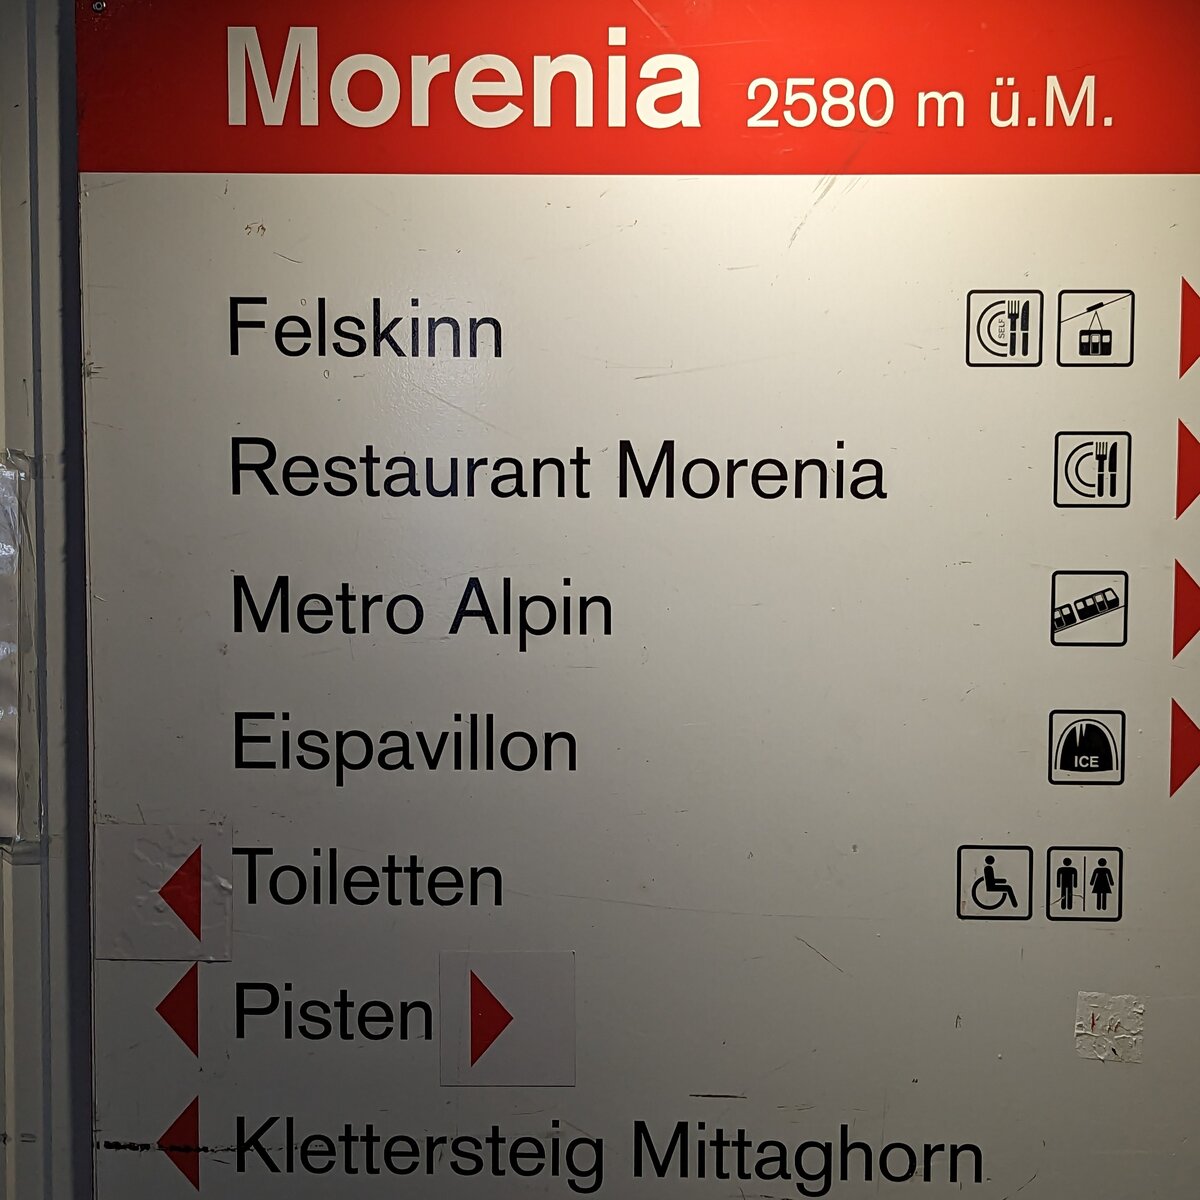 Morenia 2580 m ü.M.
Felskinn SELF
Restaurant Morenia
Metro Alpin
Eispavillon ICE
Toiletten
Pisten
Klettersteig Mittaghorn